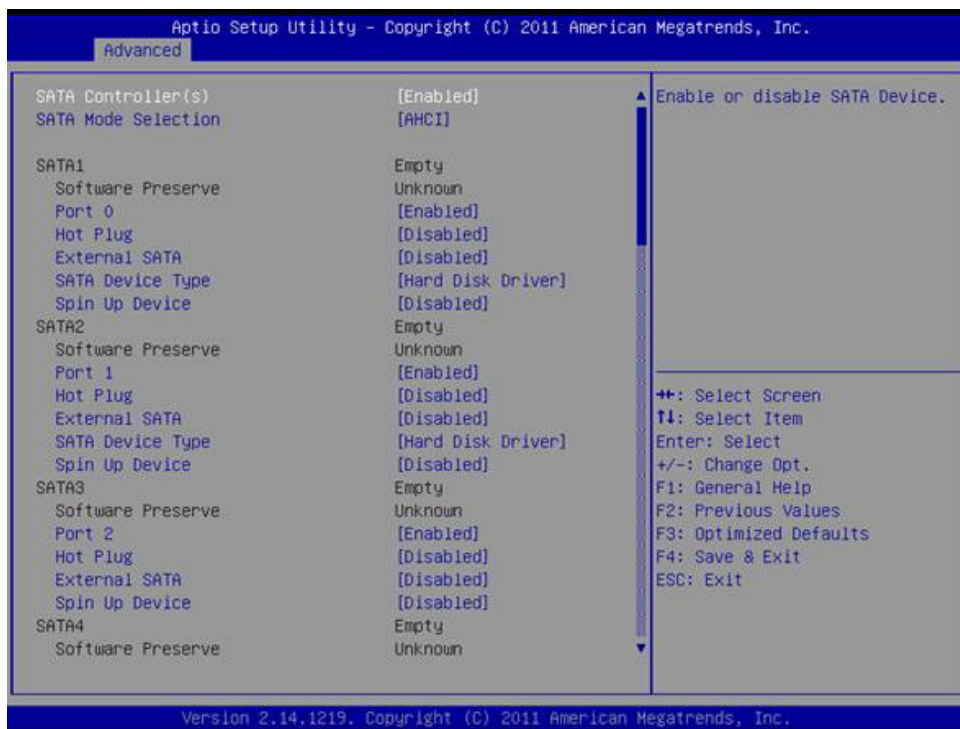 Aptio Setup Utility – Copyright (C) 2011 American Megatrends, Inc.
Advanced
SATA Controller(s) [Enabled]
SATA Mode Selection [AHCI]
SATA1 Empty
Software Preserve Unknown
Port 0 [Enabled]
Hot Plug [Disabled]
External SATA [Disabled]
SATA Device Type [Hard Disk Driver]
Spin Up Device [Disabled]
SATA2 Empty
Software Preserve Unknown
Port 1 [Enabled]
Hot Plug [Disabled]
External SATA [Disabled]
SATA Device Type [Hard Disk Driver]
Spin Up Device [Disabled]
SATA3 Empty
Software Preserve Unknown
Port 2 [Enabled]
Hot Plug [Disabled]
External SATA [Disabled]
Spin Up Device [Disabled]
SATA4 Empty
Software Preserve Unknown
Enable or disable SATA Device.
→←: Select Screen
↑↓: Select Item
Enter: Select
+/-: Change Opt.
F1: General Help
F2: Previous Values
F3: Optimized Defaults
F4: Save & Exit
ESC: Exit
Version 2.14.1219. Copyright (C) 2011 American Megatrends, Inc.